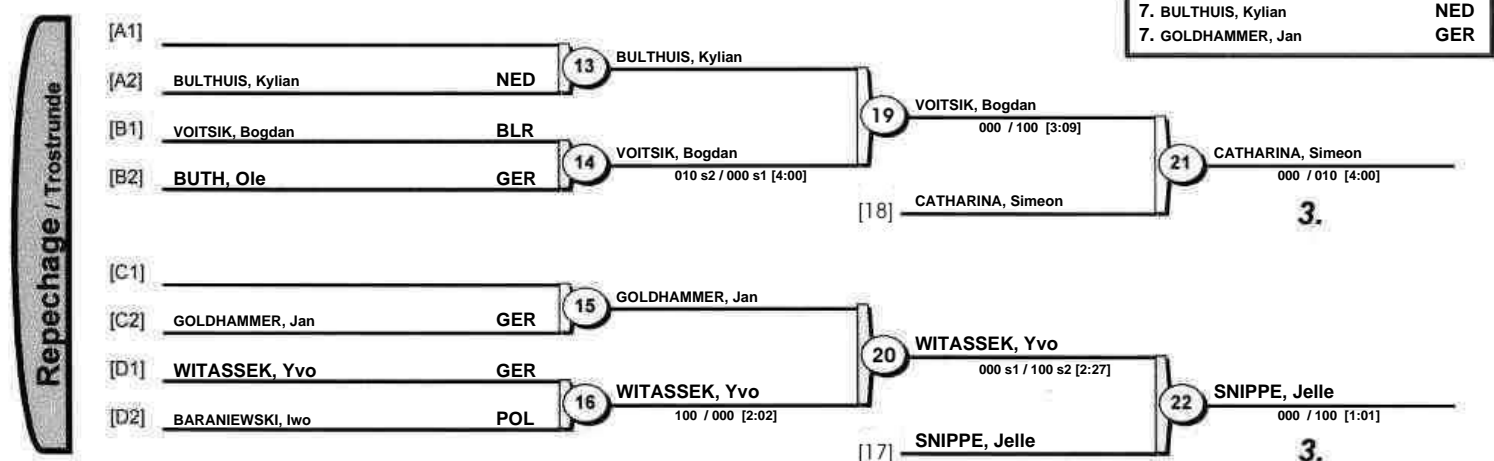 7. BULTHUIS, Kylian NED
7. GOLDHAMMER, Jan GER
Repechage / Trostrunde
[A1]
[A2] BULTHUIS, Kylian NED
13 BULTHUIS, Kylian
[B1] VOITSIK, Bogdan BLR
[B2] BUTH, Ole GER
14 VOITSIK, Bogdan
010 s2 / 000 s1 [4:00]
19 VOITSIK, Bogdan
000 / 100 [3:09]
[18] CATHARINA, Simeon
21 CATHARINA, Simeon
000 / 010 [4:00]
3.
[C1]
[C2] GOLDHAMMER, Jan GER
15 GOLDHAMMER, Jan
[D1] WITASSEK, Yvo GER
[D2] BARANIEWSKI, Iwo POL
16 WITASSEK, Yvo
100 / 000 [2:02]
20 WITASSEK, Yvo
000 s1 / 100 s2 [2:27]
[17] SNIPPE, Jelle
22 SNIPPE, Jelle
000 / 100 [1:01]
3.